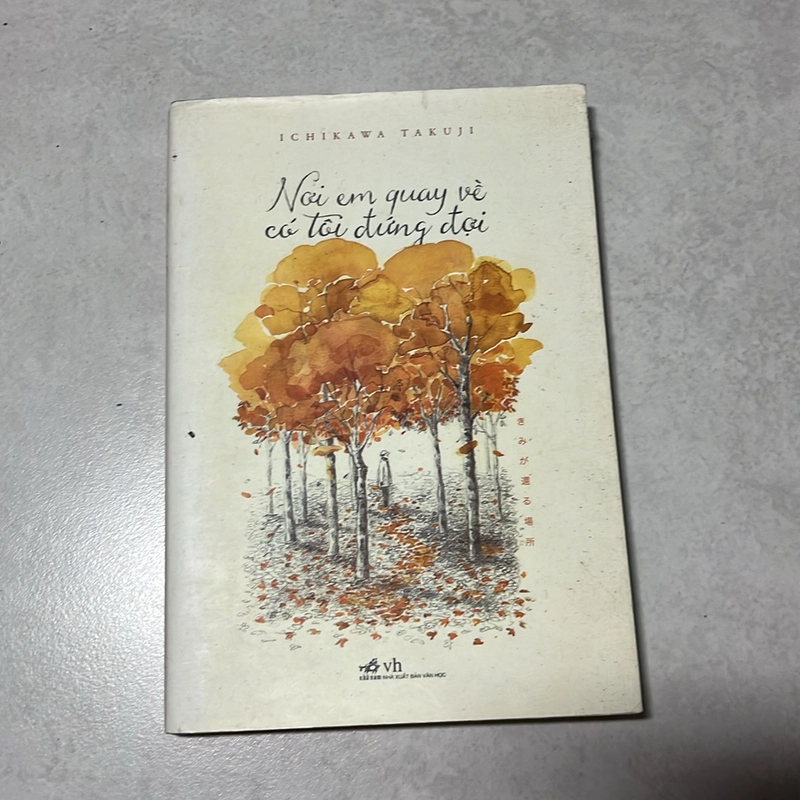 ICHIKAWA TAKUJI
Nơi em quay về
có tôi đứng đợi
きみが還る場所
vh
nhã nam NHÀ XUẤT BẢN VĂN HỌC